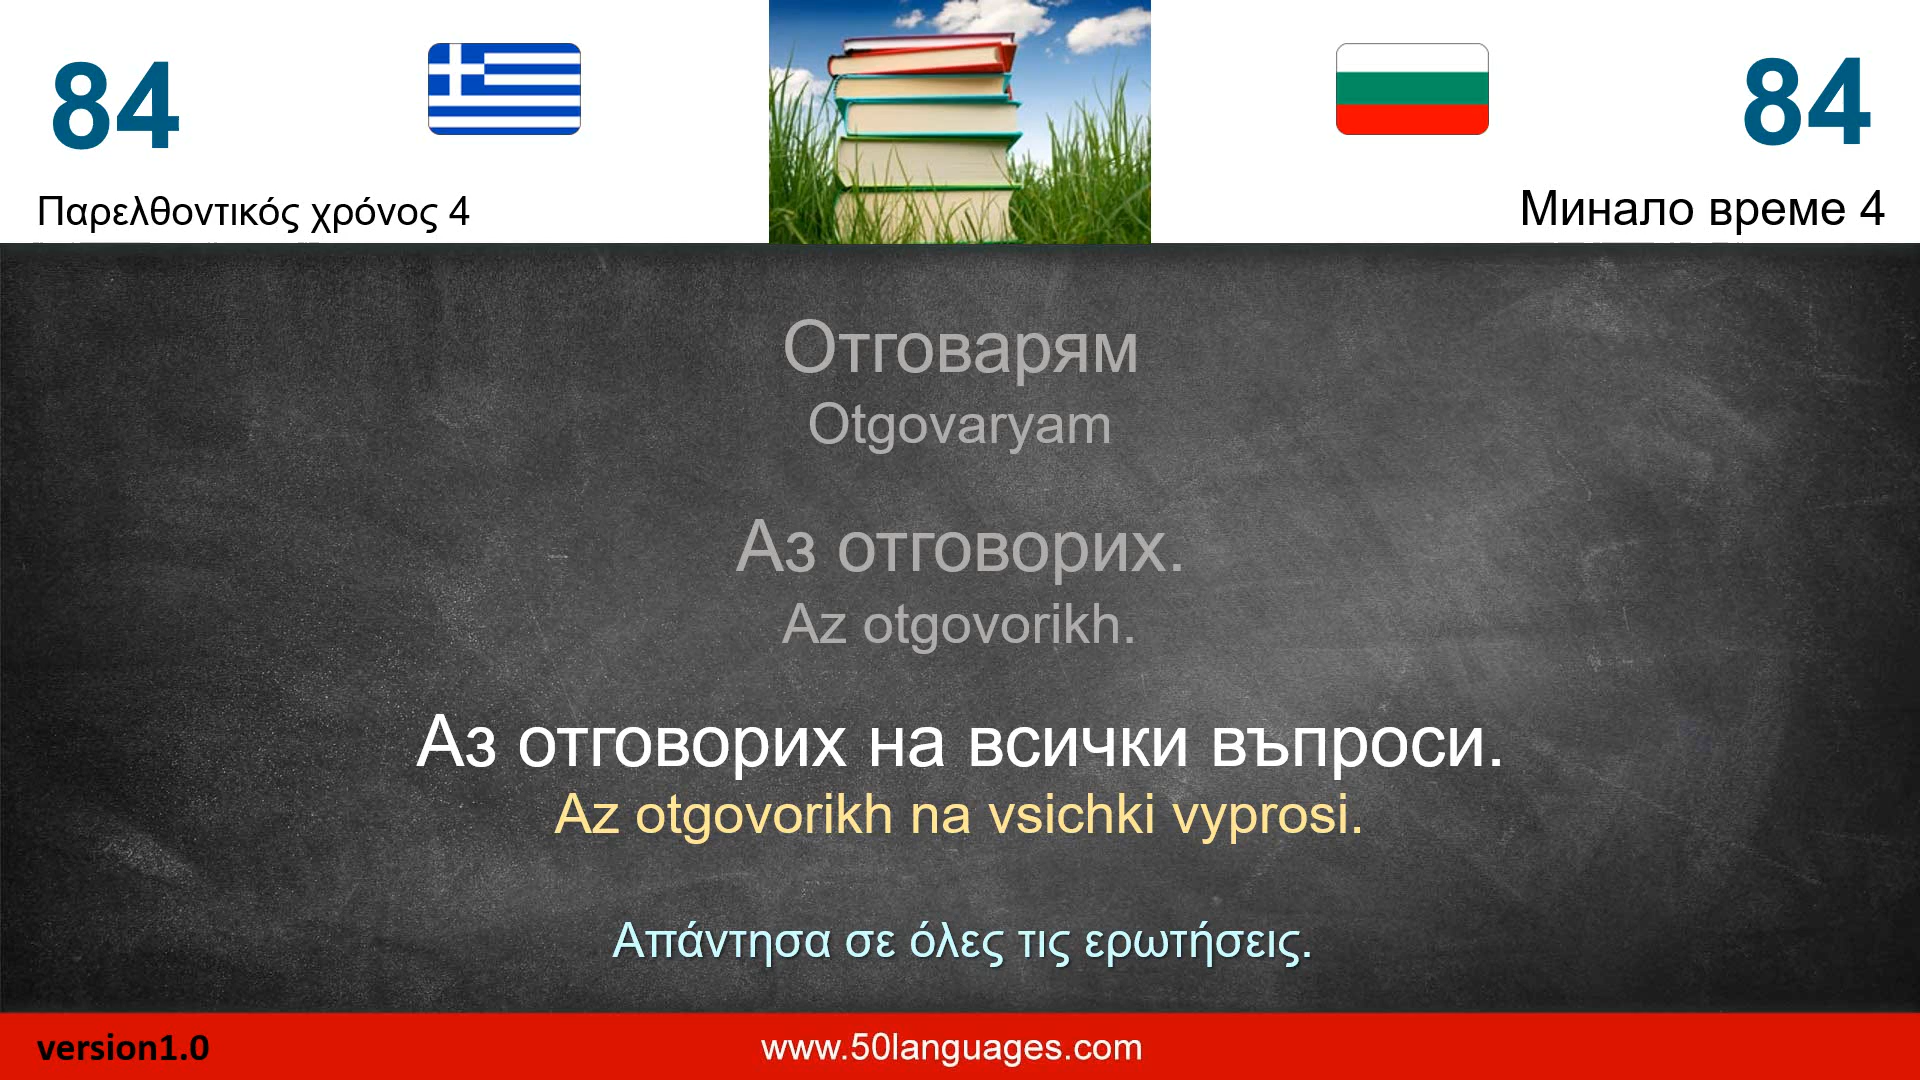 84
84
Παρελθοντικός χρόνος 4
Минало време 4
Отговарям
Otgovaryam
Аз отговорих.
Az otgovorikh.
Аз отговорих на всички въпроси.
Az otgovorikh na vsichki vyprosi.
Απάντησα σε όλες τις ερωτήσεις.
version1.0
www.50languages.com